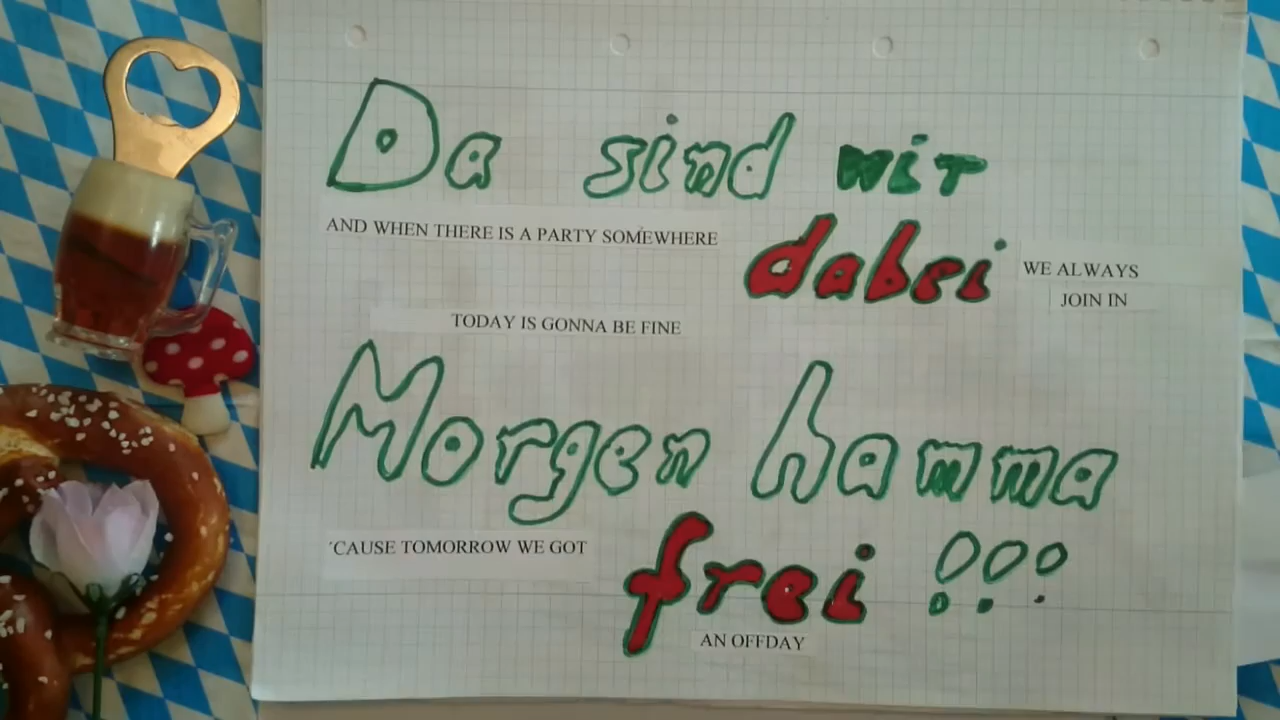 Da sind wir
AND WHEN THERE IS A PARTY SOMEWHERE
dabei
WE ALWAYS
JOIN IN
TODAY IS GONNA BE FINE
Morgen hamma
´CAUSE TOMORROW WE GOT
frei !!!
AN OFFDAY